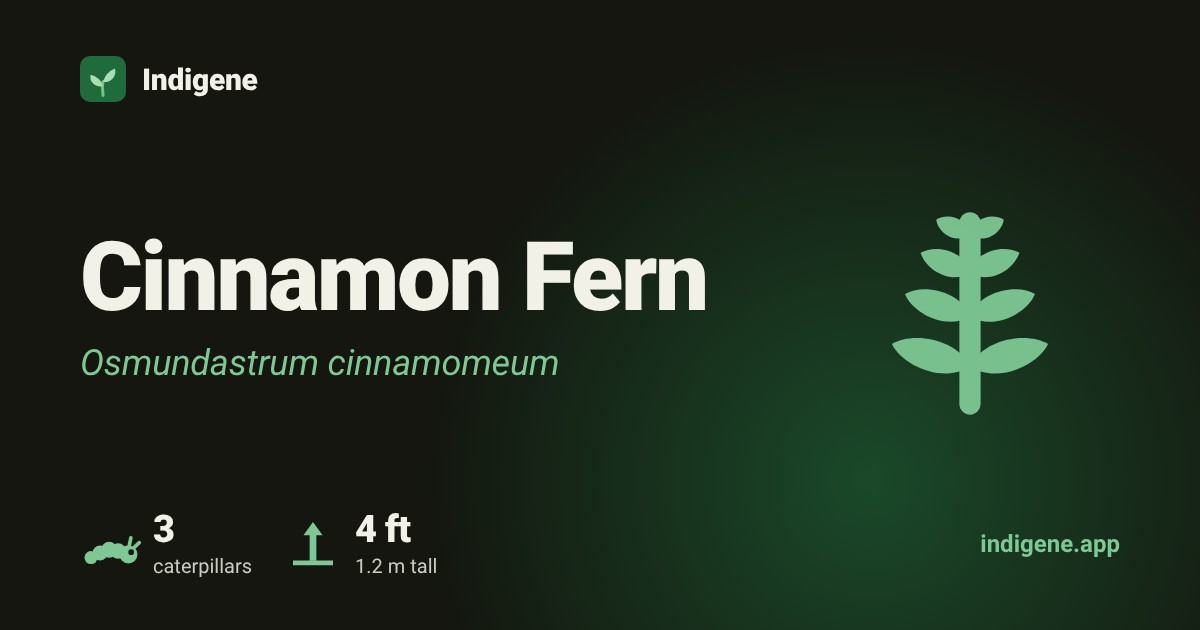 Indigene
Cinnamon Fern
Osmundastrum cinnamomeum
3
caterpillars
4 ft
1.2 m tall
indigene.app